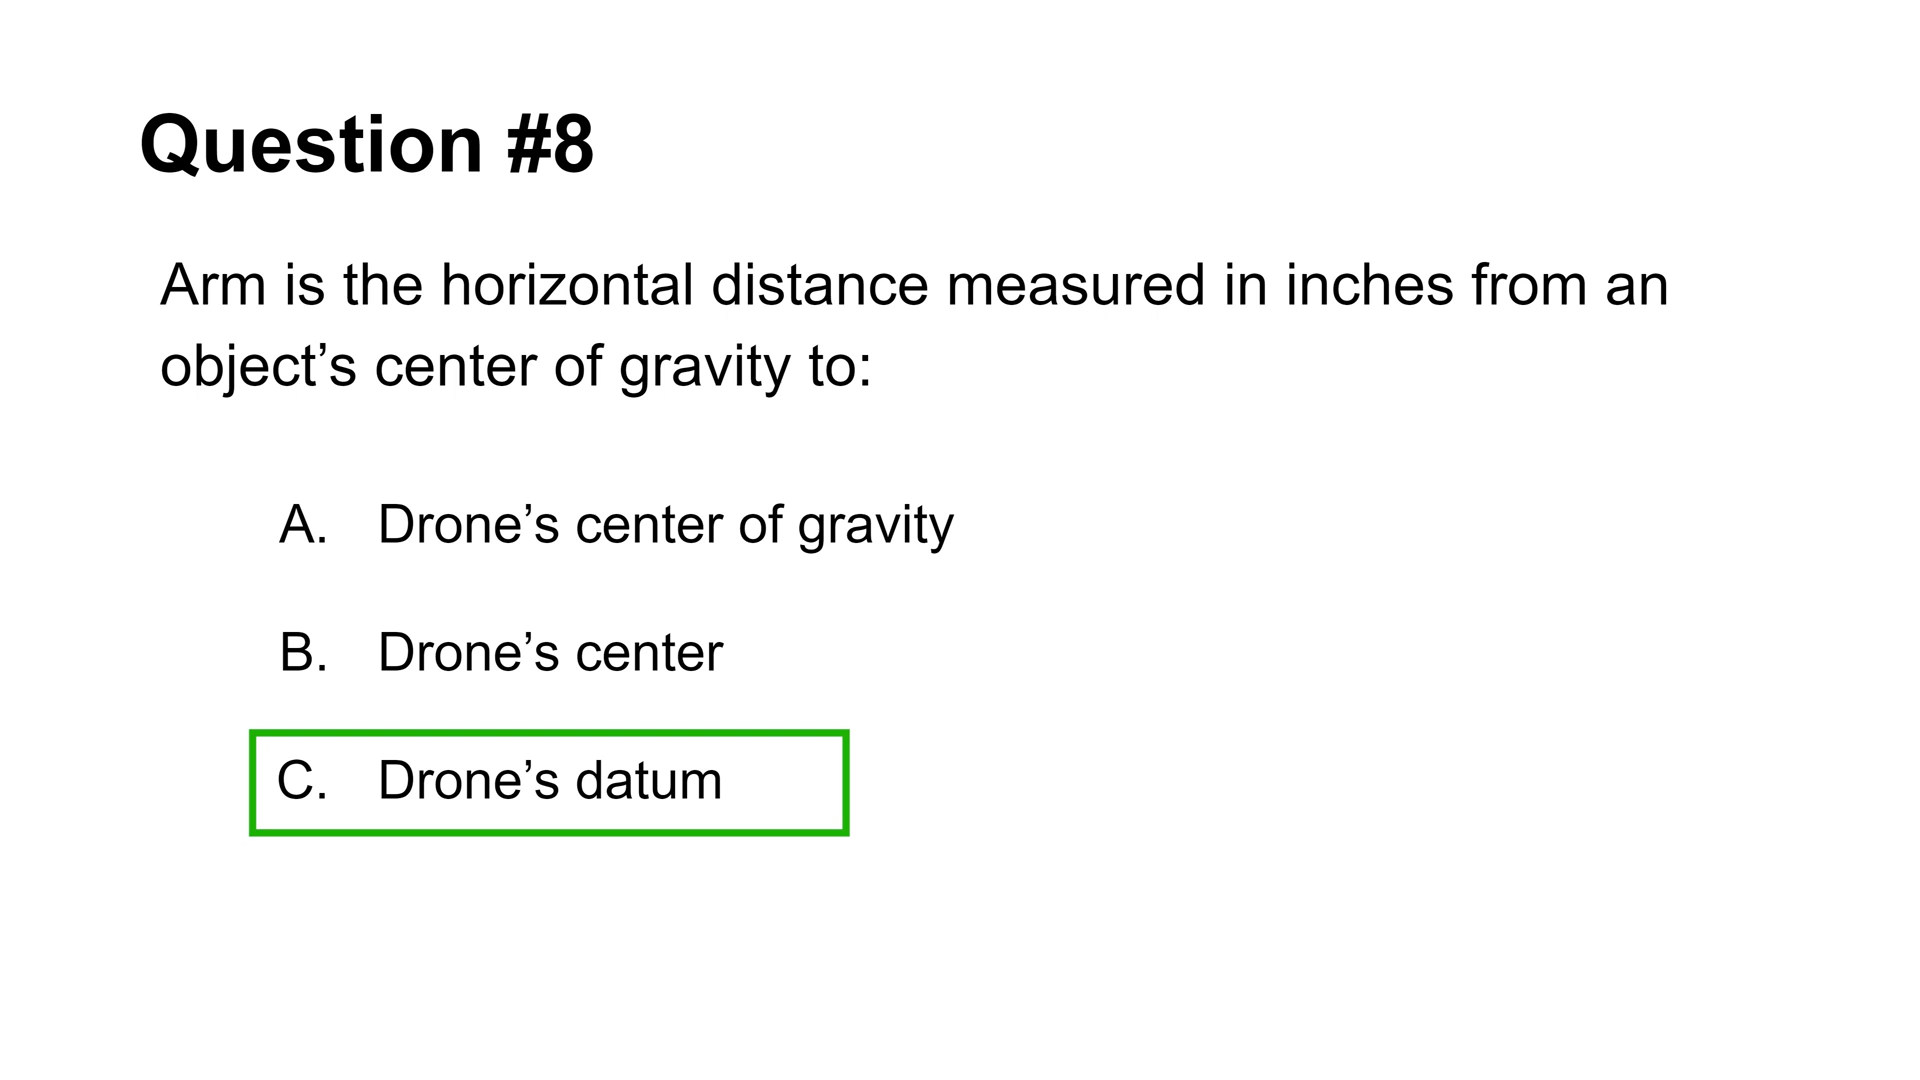 Question #8
Arm is the horizontal distance measured in inches from an
object’s center of gravity to:
A. Drone’s center of gravity
B. Drone’s center
C. Drone’s datum